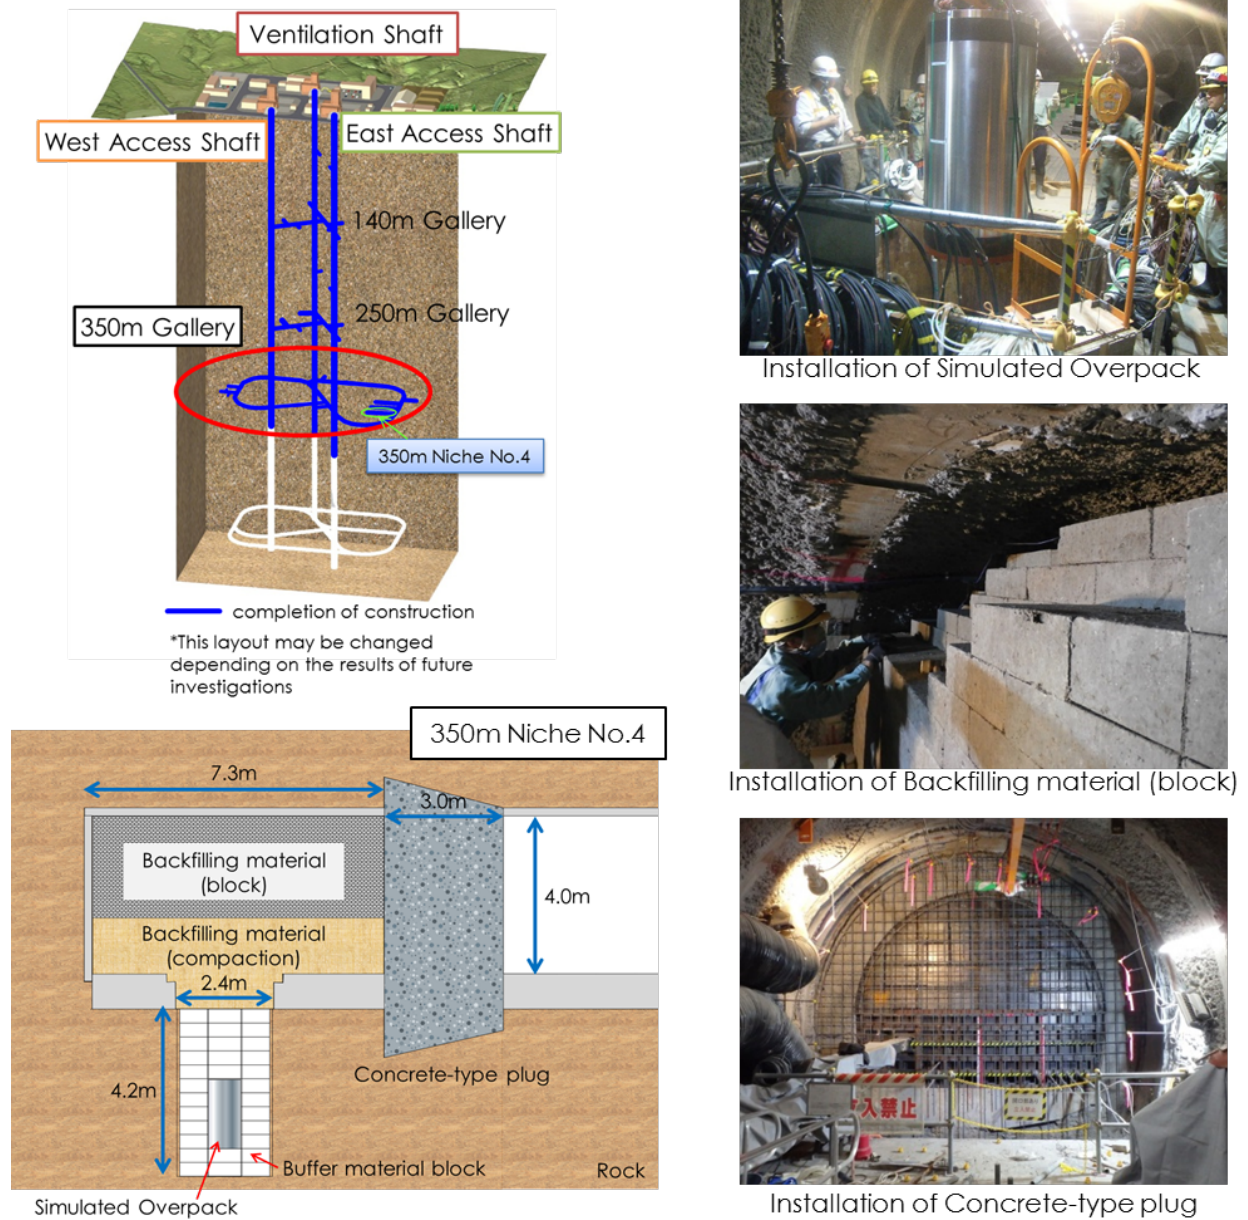 Ventilation Shaft
West Access Shaft
East Access Shaft
140m Gallery
250m Gallery
350m Gallery
350m Niche No.4
completion of construction
*This layout may be changed
depending on the results of future
investigations
Installation of Simulated Overpack
Installation of Backfilling material (block)
立入禁止
Installation of Concrete-type plug
350m Niche No.4
7.3m
3.0m
Backfilling material
(block)
4.0m
Backfilling material
(compaction)
2.4m
4.2m
Concrete-type plug
Buffer material block
Rock
Simulated Overpack